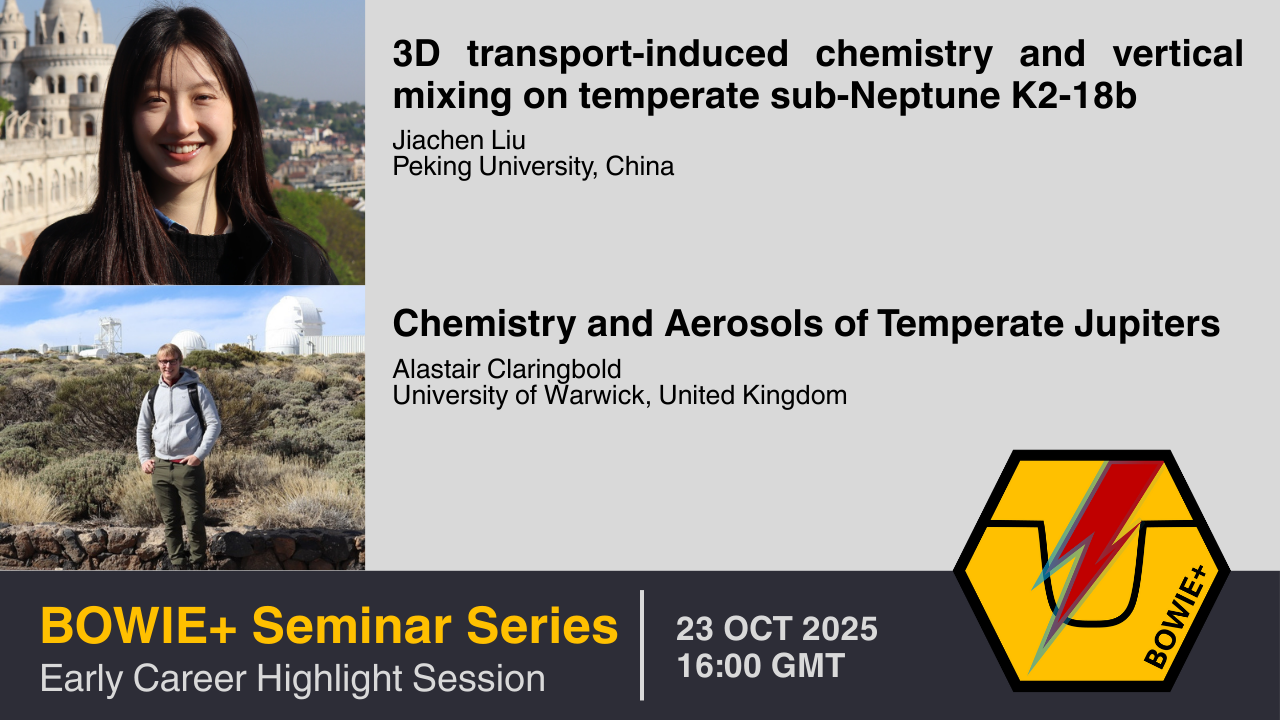 3D transport-induced chemistry and vertical
mixing on temperate sub-Neptune K2-18b
Jiachen Liu
Peking University, China
Chemistry and Aerosols of Temperate Jupiters
Alastair Claringbold
University of Warwick, United Kingdom
BOWIE+ Seminar Series
Early Career Highlight Session
23 OCT 2025
16:00 GMT
BOWIE+